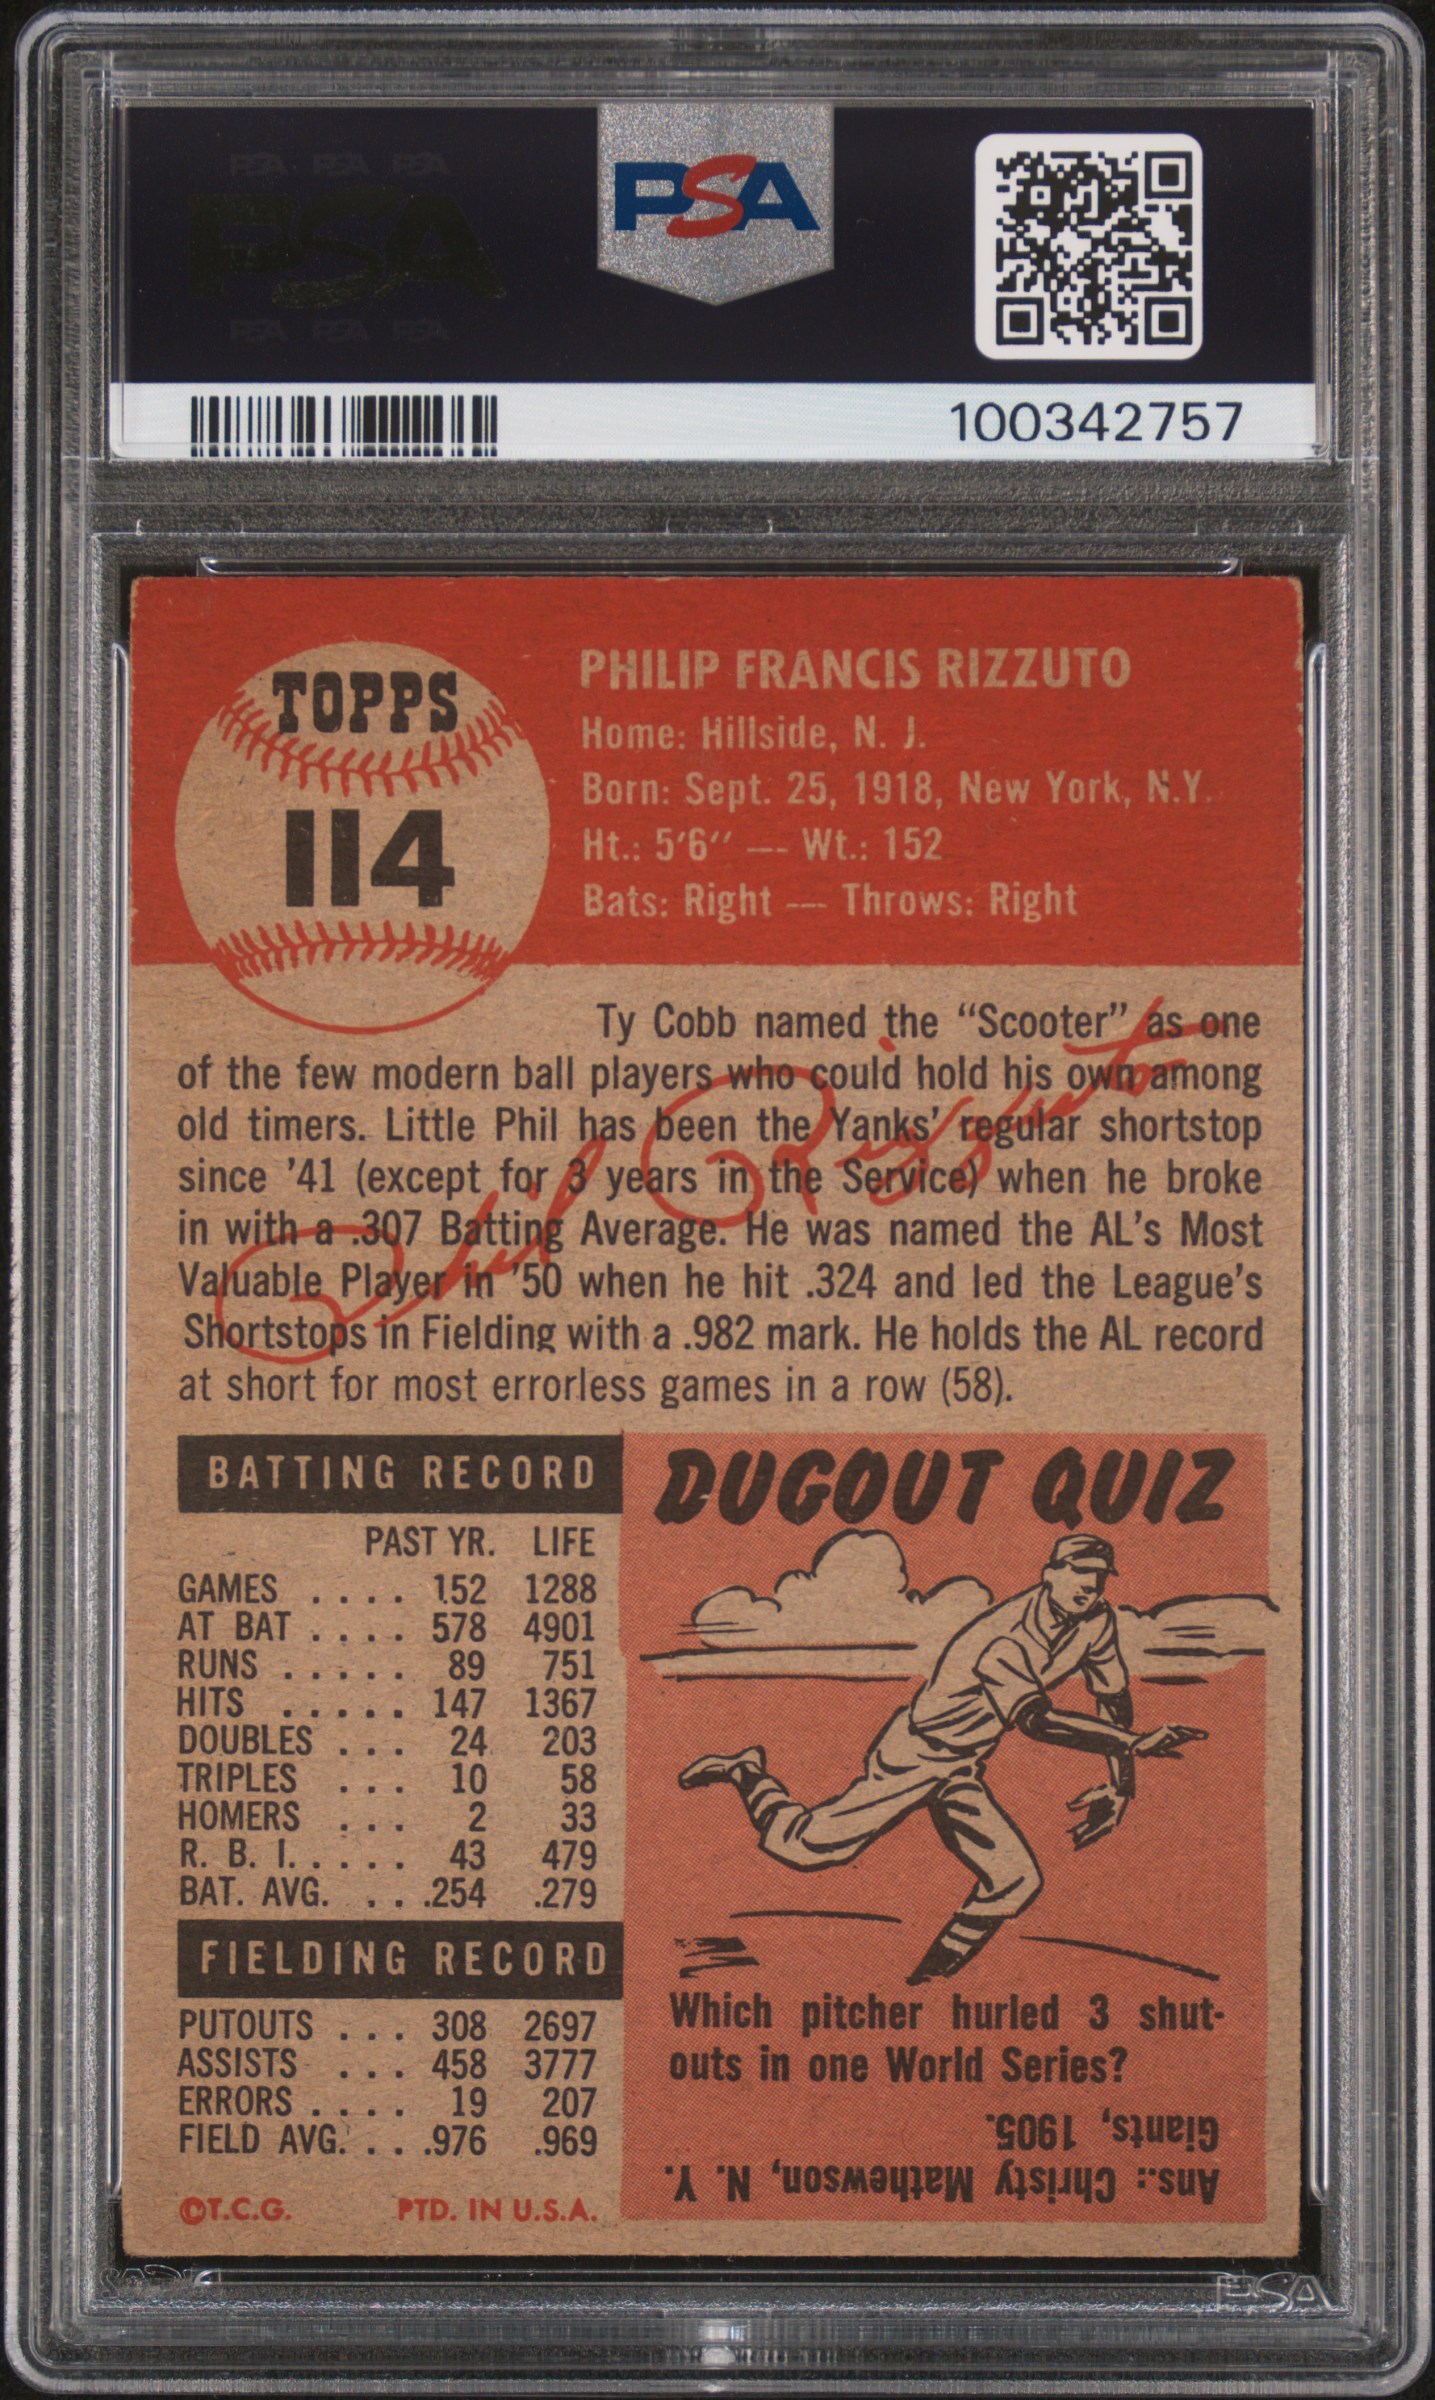 PSA PSA PSA
PSA
PSA PSA PSA
PSA
100342757
TOPPS
114
PHILIP FRANCIS RIZZUTO
Home: Hillside, N. J.
Born: Sept. 25, 1918, New York, N.Y.
Ht.: 5'6" — Wt.: 152
Bats: Right — Throws: Right
Ty Cobb named the "Scooter" as one
of the few modern ball players who could hold his own among
old timers. Little Phil has been the Yanks' regular shortstop
since '41 (except for 3 years in the Service) when he broke
in with a .307 Batting Average. He was named the AL's Most
Valuable Player in '50 when he hit .324 and led the League's
Shortstops in Fielding with a .982 mark. He holds the AL record
at short for most errorless games in a row (58).
Phil Rizzuto
BATTING RECORD
PAST YR. LIFE
GAMES .... 152 1288
AT BAT .... 578 4901
RUNS ..... 89 751
HITS ..... 147 1367
DOUBLES ... 24 203
TRIPLES ... 10 58
HOMERS ... 2 33
R. B. I. .... 43 479
BAT. AVG. ... .254 .279
FIELDING RECORD
PUTOUTS ... 308 2697
ASSISTS ... 458 3777
ERRORS .... 19 207
FIELD AVG. ... .976 .969
©T.C.G. PTD. IN U.S.A.
DUGOUT QUIZ
Which pitcher hurled 3 shut-
outs in one World Series?
Ans.: Christy Mathewson, N. Y.
Giants, 1905.
PSA